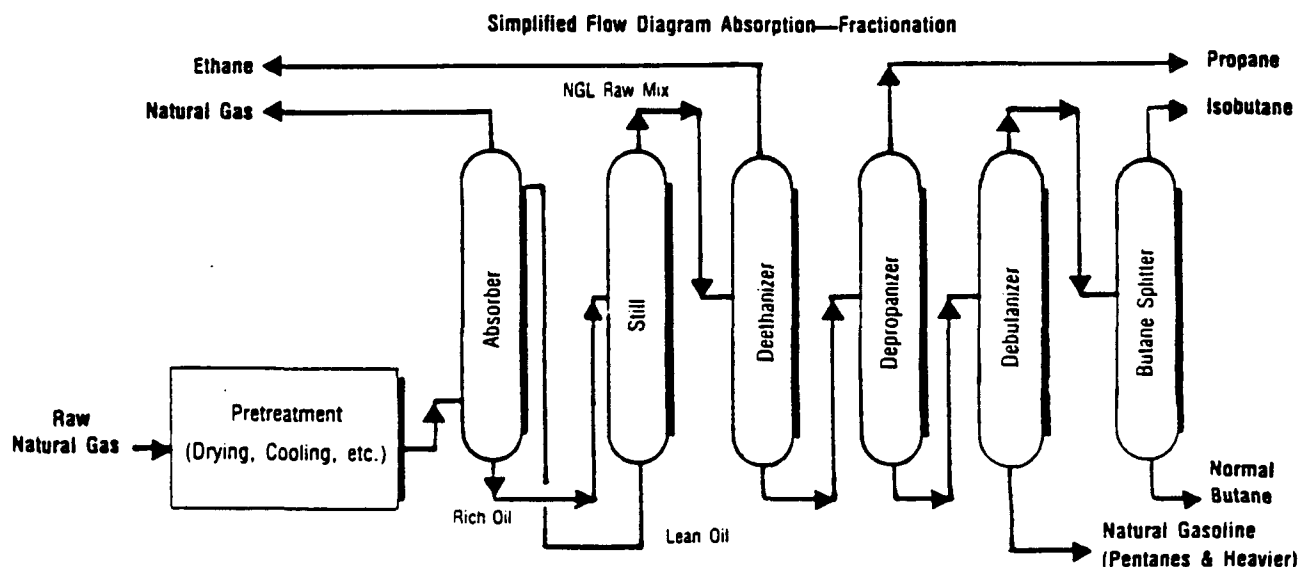 Simplified Flow Diagram Absorption—Fractionation
Ethane
Propane
NGL Raw Mix
Natural Gas
Isobutane
Absorber
Still
Deethanizer
Depropanizer
Debutanizer
Butane Splitter
Pretreatment
(Drying, Cooling, etc.)
Raw
Natural Gas
Rich Oil
Lean Oil
Normal
Butane
Natural Gasoline
(Pentanes & Heavier)